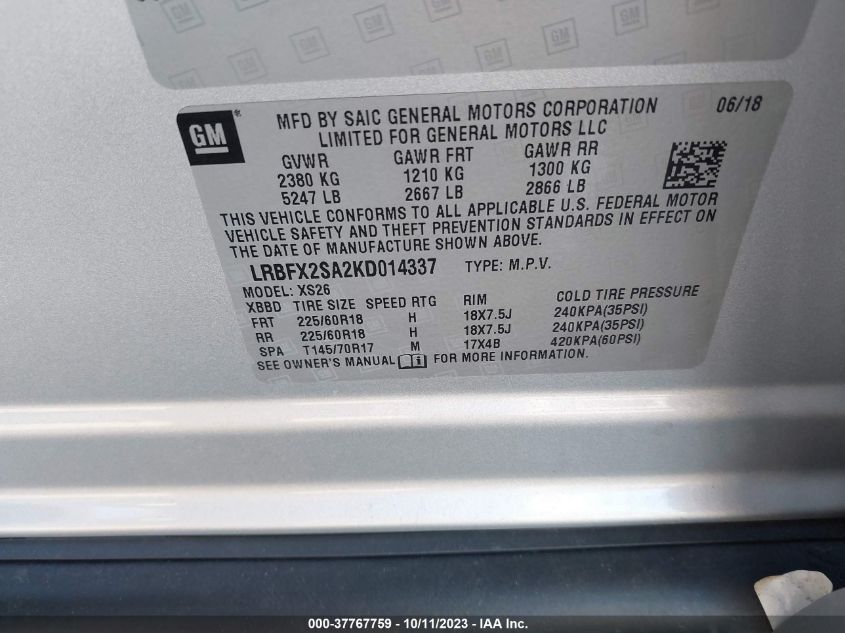 GM
MFD BY SAIC GENERAL MOTORS CORPORATION 06/18
LIMITED FOR GENERAL MOTORS LLC
GVWR GAWR FRT GAWR RR
2380 KG 1210 KG 1300 KG
5247 LB 2667 LB 2866 LB
THIS VEHICLE CONFORMS TO ALL APPLICABLE U.S. FEDERAL MOTOR
VEHICLE SAFETY AND THEFT PREVENTION STANDARDS IN EFFECT ON
THE DATE OF MANUFACTURE SHOWN ABOVE.
LRBFX2SA2KD014337 TYPE: M.P.V.
MODEL: XS26
XBBD TIRE SIZE SPEED RTG RIM COLD TIRE PRESSURE
FRT 225/60R18 H 18X7.5J 240KPA(35PSI)
RR 225/60R18 H 18X7.5J 240KPA(35PSI)
SPA T145/70R17 M 17X4B 420KPA(60PSI)
SEE OWNER'S MANUAL FOR MORE INFORMATION.
000-37767759 - 10/11/2023 - IAA Inc.